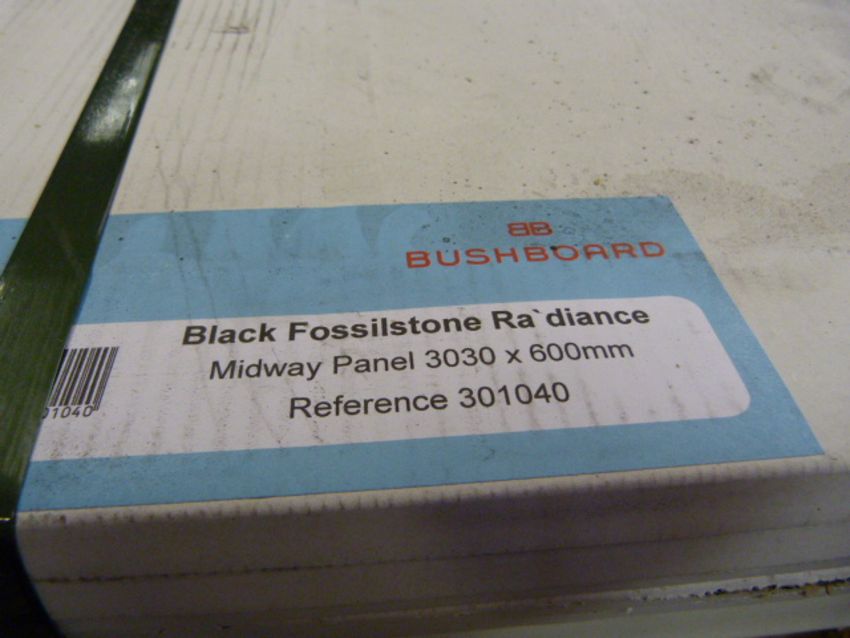 BB
BUSHBOARD
Black Fossilstone Ra`diance
Midway Panel 3030 x 600mm
Reference 301040
01040